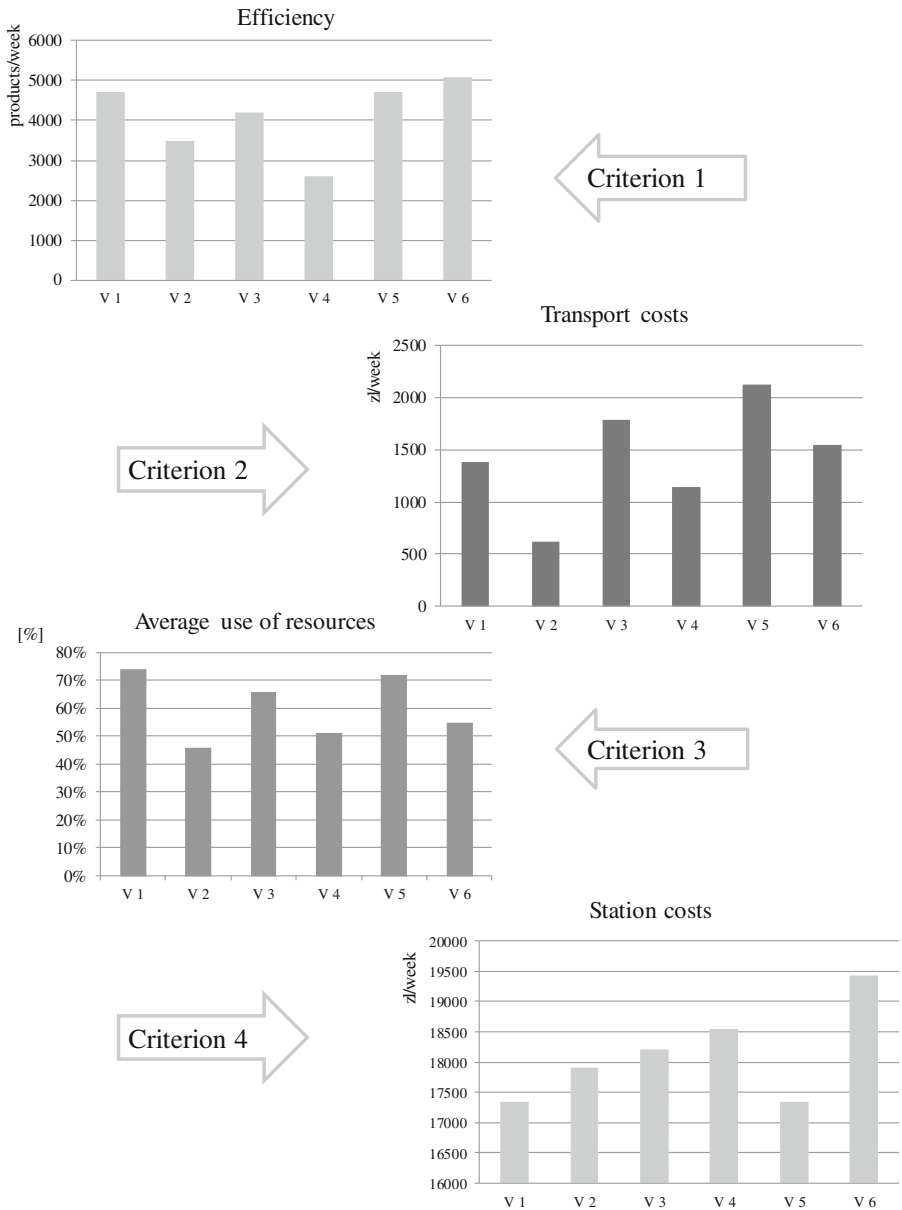 Efficiency
products/week
6000
5000
4000
3000
2000
1000
0
V 1 V 2 V 3 V 4 V 5 V 6
Criterion 1
Transport costs
zl/week
2500
2000
1500
1000
500
0
V 1 V 2 V 3 V 4 V 5 V 6
Criterion 2
Average use of resources
[%]
80%
70%
60%
50%
40%
30%
20%
10%
0%
V 1 V 2 V 3 V 4 V 5 V 6
Criterion 3
Station costs
zl/week
20000
19500
19000
18500
18000
17500
17000
16000
V 1 V 2 V 3 V 4 V 5 V 6
Criterion 4